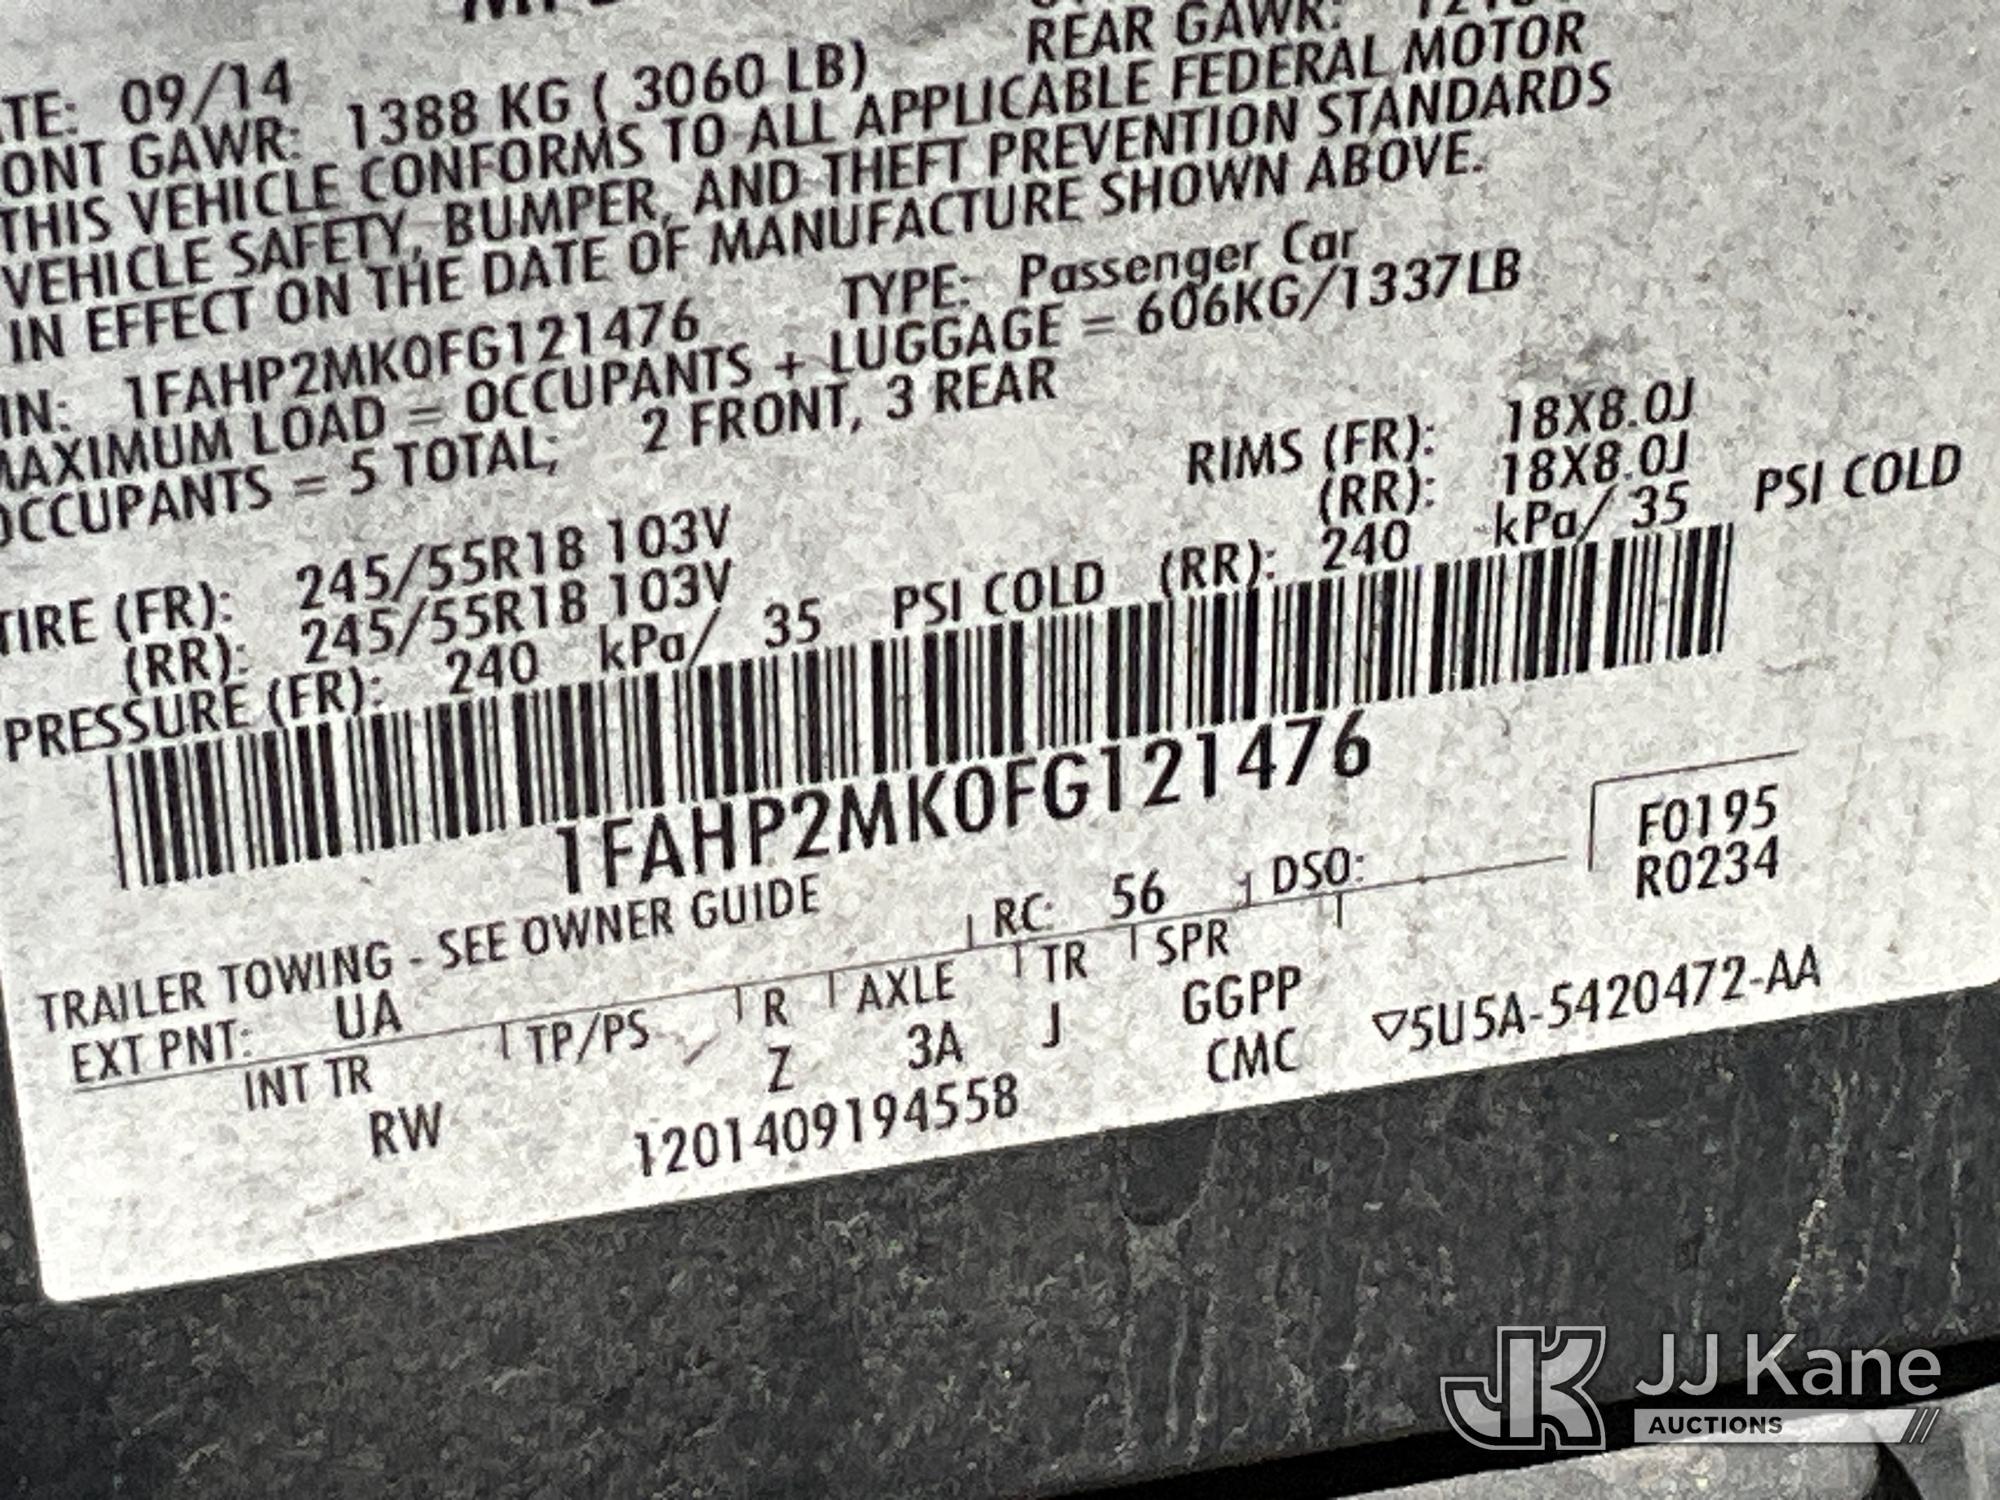 TE: 09/14
ONT GAWR: 1388 KG ( 3060 LB) REAR GAWR:
THIS VEHICLE CONFORMS TO ALL APPLICABLE FEDERAL MOTOR
VEHICLE SAFETY, BUMPER, AND THEFT PREVENTION STANDARDS
IN EFFECT ON THE DATE OF MANUFACTURE SHOWN ABOVE.
IN: 1FAHP2MK0FG121476 TYPE: Passenger Car
MAXIMUM LOAD = OCCUPANTS + LUGGAGE = 606KG/1337LB
OCCUPANTS = 5 TOTAL; 2 FRONT, 3 REAR
RIMS (FR): 18X8.0J
TIRE (FR): 245/55R18 103V
(RR): 18X8.0J
(RR): 245/55R18 103V
PRESSURE (FR): 240 kPa/ 35 PSI COLD (RR): 240 kPa/ 35 PSI COLD
1FAHP2MK0FG121476
F0195
R0234
TRAILER TOWING - SEE OWNER GUIDE
EXT PNT: UA RC: 56 DSO:
INT TR TP/PS R AXLE TR SPR
RW Z 3A J GGPP
CMC
1201409194558
▽5U5A-5420472-AA
JK JJ Kane
AUCTIONS